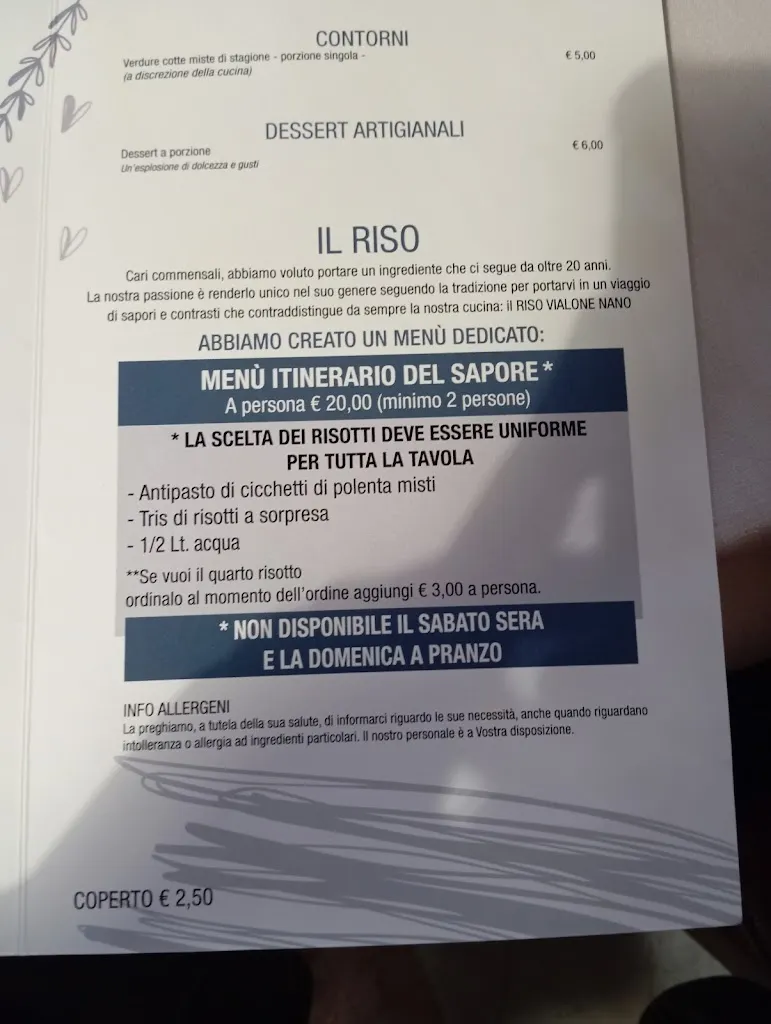 CONTORNI
Verdure cotte miste di stagione - porzione singola -
€ 5,00
(a discrezione della cucina)
DESSERT ARTIGIANALI
Dessert a porzione
€ 6,00
Un'esplosione di dolcezza e gusti
IL RISO
Cari commensali, abbiamo voluto portare un ingrediente che ci segue da oltre 20 anni.
La nostra passione è renderlo unico nel suo genere seguendo la tradizione per portarvi in un viaggio
di sapori e contrasti che contraddistingue da sempre la nostra cucina: il RISO VIALONE NANO
ABBIAMO CREATO UN MENÙ DEDICATO:
MENÙ ITINERARIO DEL SAPORE*
A persona € 20,00 (minimo 2 persone)
* LA SCELTA DEI RISOTTI DEVE ESSERE UNIFORME
PER TUTTA LA TAVOLA
- Antipasto di cicchetti di polenta misti
- Tris di risotti a sorpresa
- 1/2 Lt. acqua
**Se vuoi il quarto risotto
ordinalo al momento dell'ordine aggiungi € 3,00 a persona.
* NON DISPONIBILE IL SABATO SERA
E LA DOMENICA A PRANZO
INFO ALLERGENI
La preghiamo, a tutela della sua salute, di informarci riguardo le sue necessità, anche quando riguardano
intolleranza o allergia ad ingredienti particolari. Il nostro personale è a Vostra disposizione.
COPERTO € 2,50